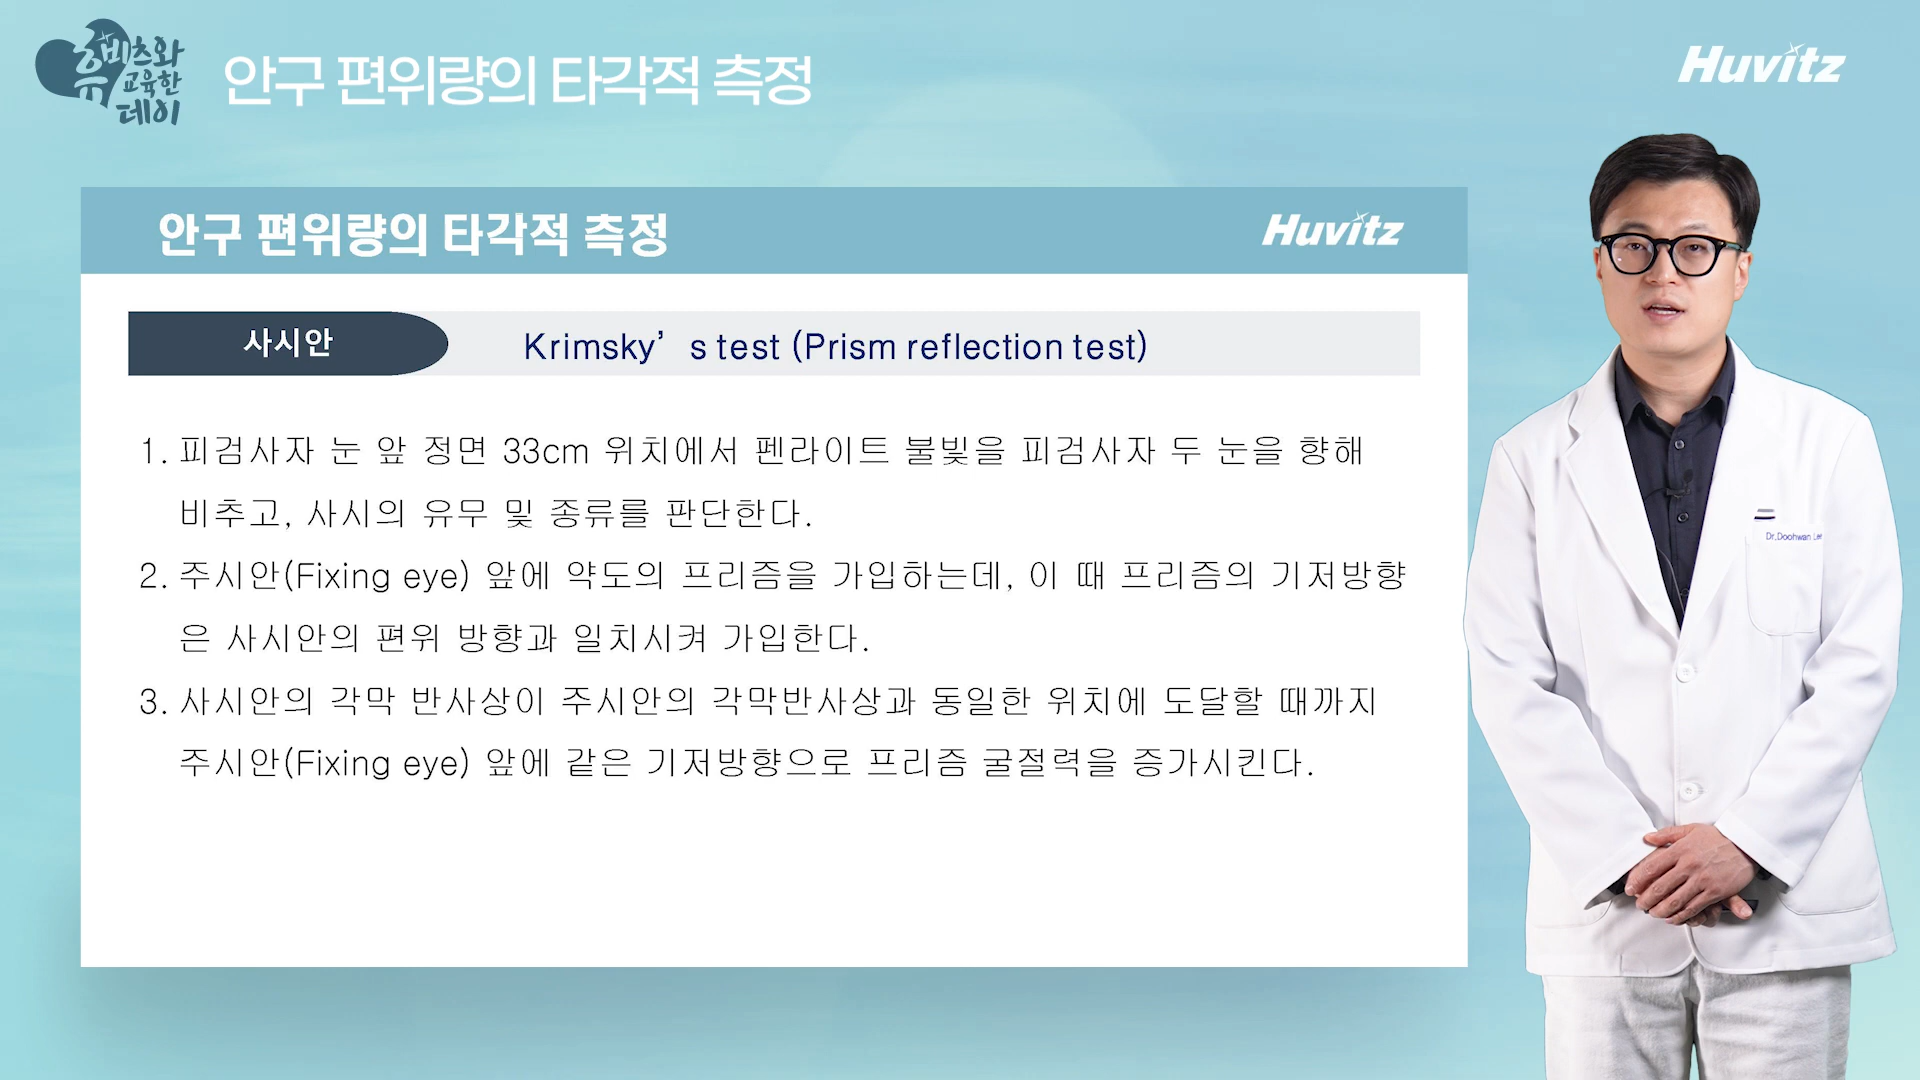 휴비츠와
교육한
데이
안구 편위량의 타각적 측정
Huvitz
안구 편위량의 타각적 측정
Huvitz
사시안
Krimsky’s test (Prism reflection test)
1. 피검사자 눈 앞 정면 33cm 위치에서 펜라이트 불빛을 피검사자 두 눈을 향해
비추고, 사시의 유무 및 종류를 판단한다.
2. 주시안(Fixing eye) 앞에 약도의 프리즘을 가입하는데, 이 때 프리즘의 기저방향
은 사시안의 편위 방향과 일치시켜 가입한다.
3. 사시안의 각막 반사상이 주시안의 각막반사상과 동일한 위치에 도달할 때까지
주시안(Fixing eye) 앞에 같은 기저방향으로 프리즘 굴절력을 증가시킨다.
Dr.Doohwan Lee